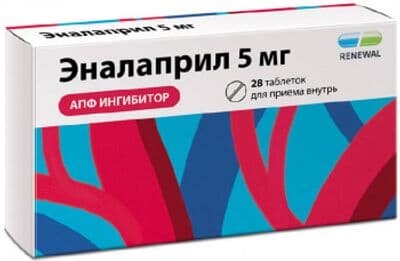 Эналаприл 5 мг
RENEWAL
АПФ ИНГИБИТОР
28 таблеток
для приема внутрь